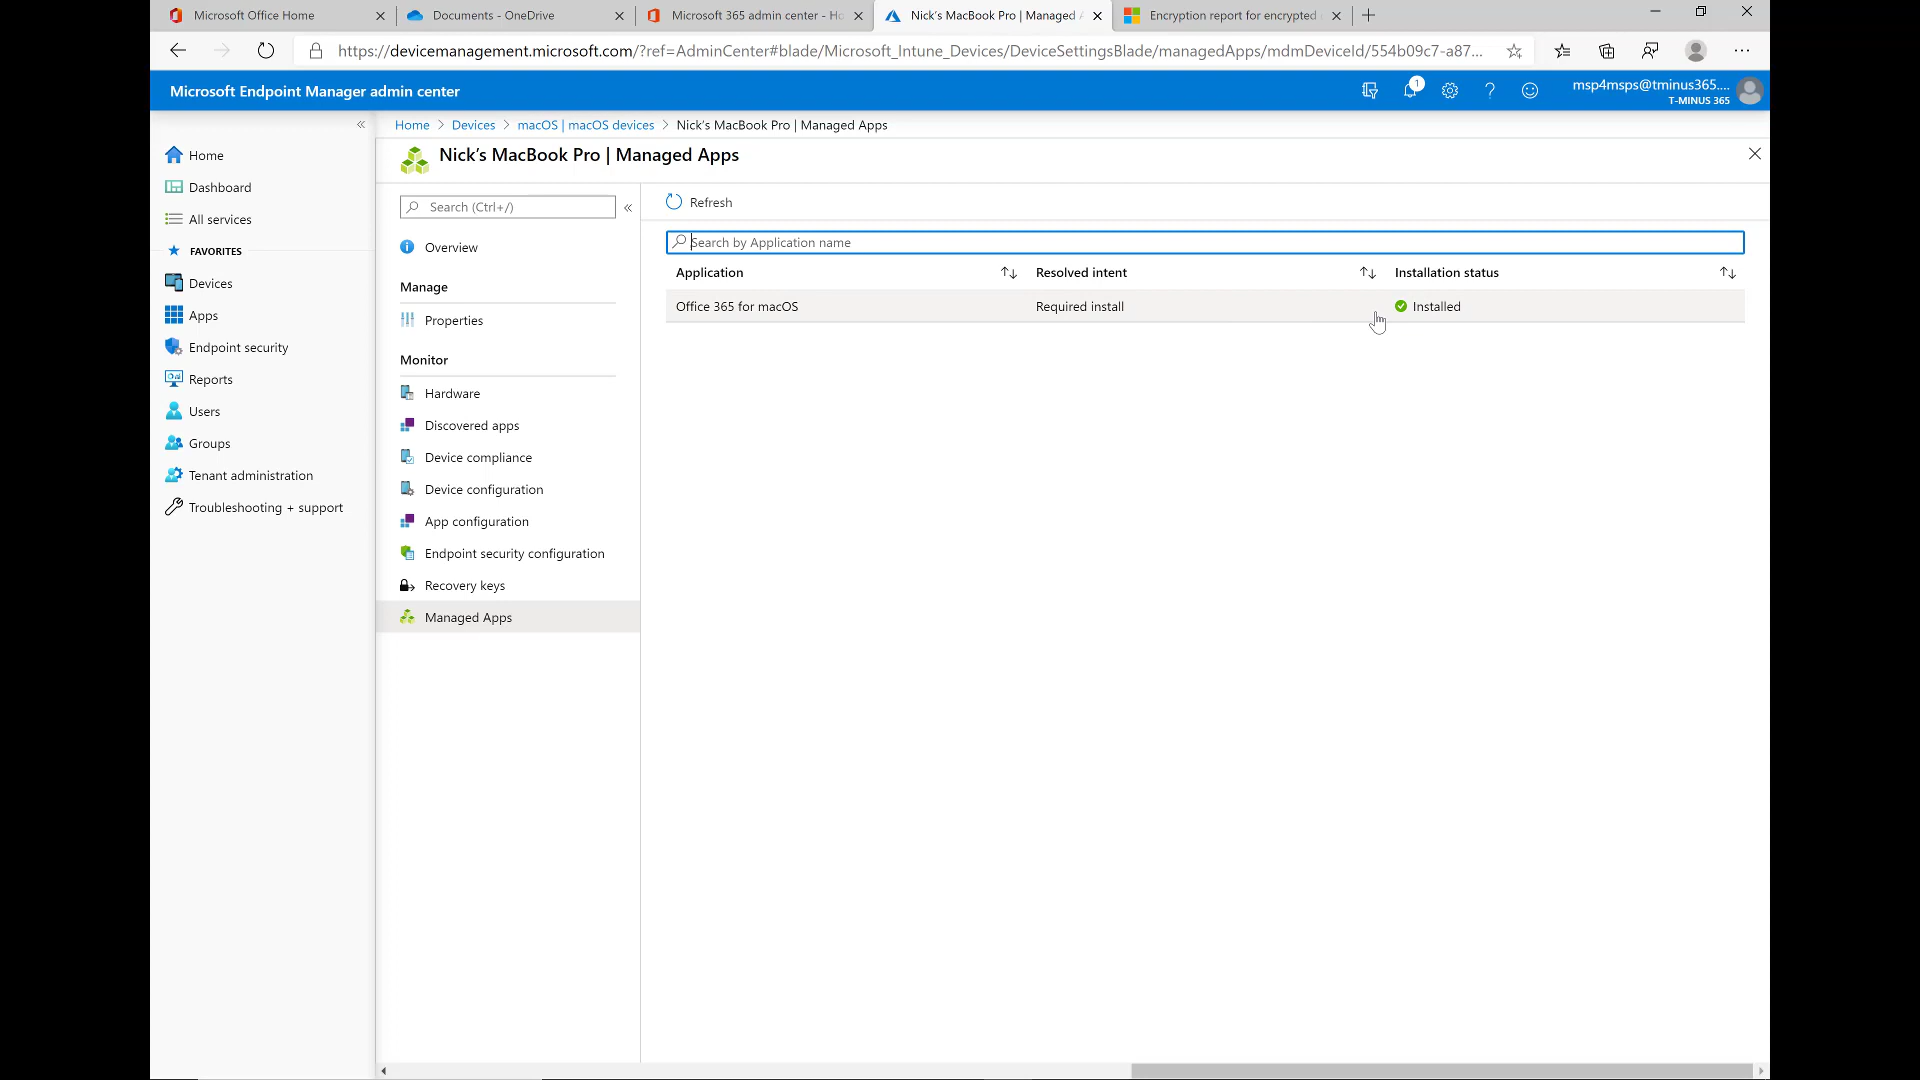 Microsoft Office Home
Documents - OneDrive
Microsoft 365 admin center - Ho
Nick's MacBook Pro | Managed A
Encryption report for encrypted
https://devicemanagement.microsoft.com/?ref=AdminCenter#blade/Microsoft_Intune_Devices/DeviceSettingsBlade/managedApps/mdmDeviceId/554b09c7-a87...
Microsoft Endpoint Manager admin center
1
msp4msps@tminus365....
T-MINUS 365
Home > Devices > macOS | macOS devices > Nick's MacBook Pro | Managed Apps
Nick's MacBook Pro | Managed Apps
Home
Dashboard
All services
FAVORITES
Devices
Apps
Endpoint security
Reports
Users
Groups
Tenant administration
Troubleshooting + support
Search (Ctrl+/)
Overview
Manage
Properties
Monitor
Hardware
Discovered apps
Device compliance
Device configuration
App configuration
Endpoint security configuration
Recovery keys
Managed Apps
Refresh
Search by Application name
Application Resolved intent Installation status
Office 365 for macOS Required install Installed